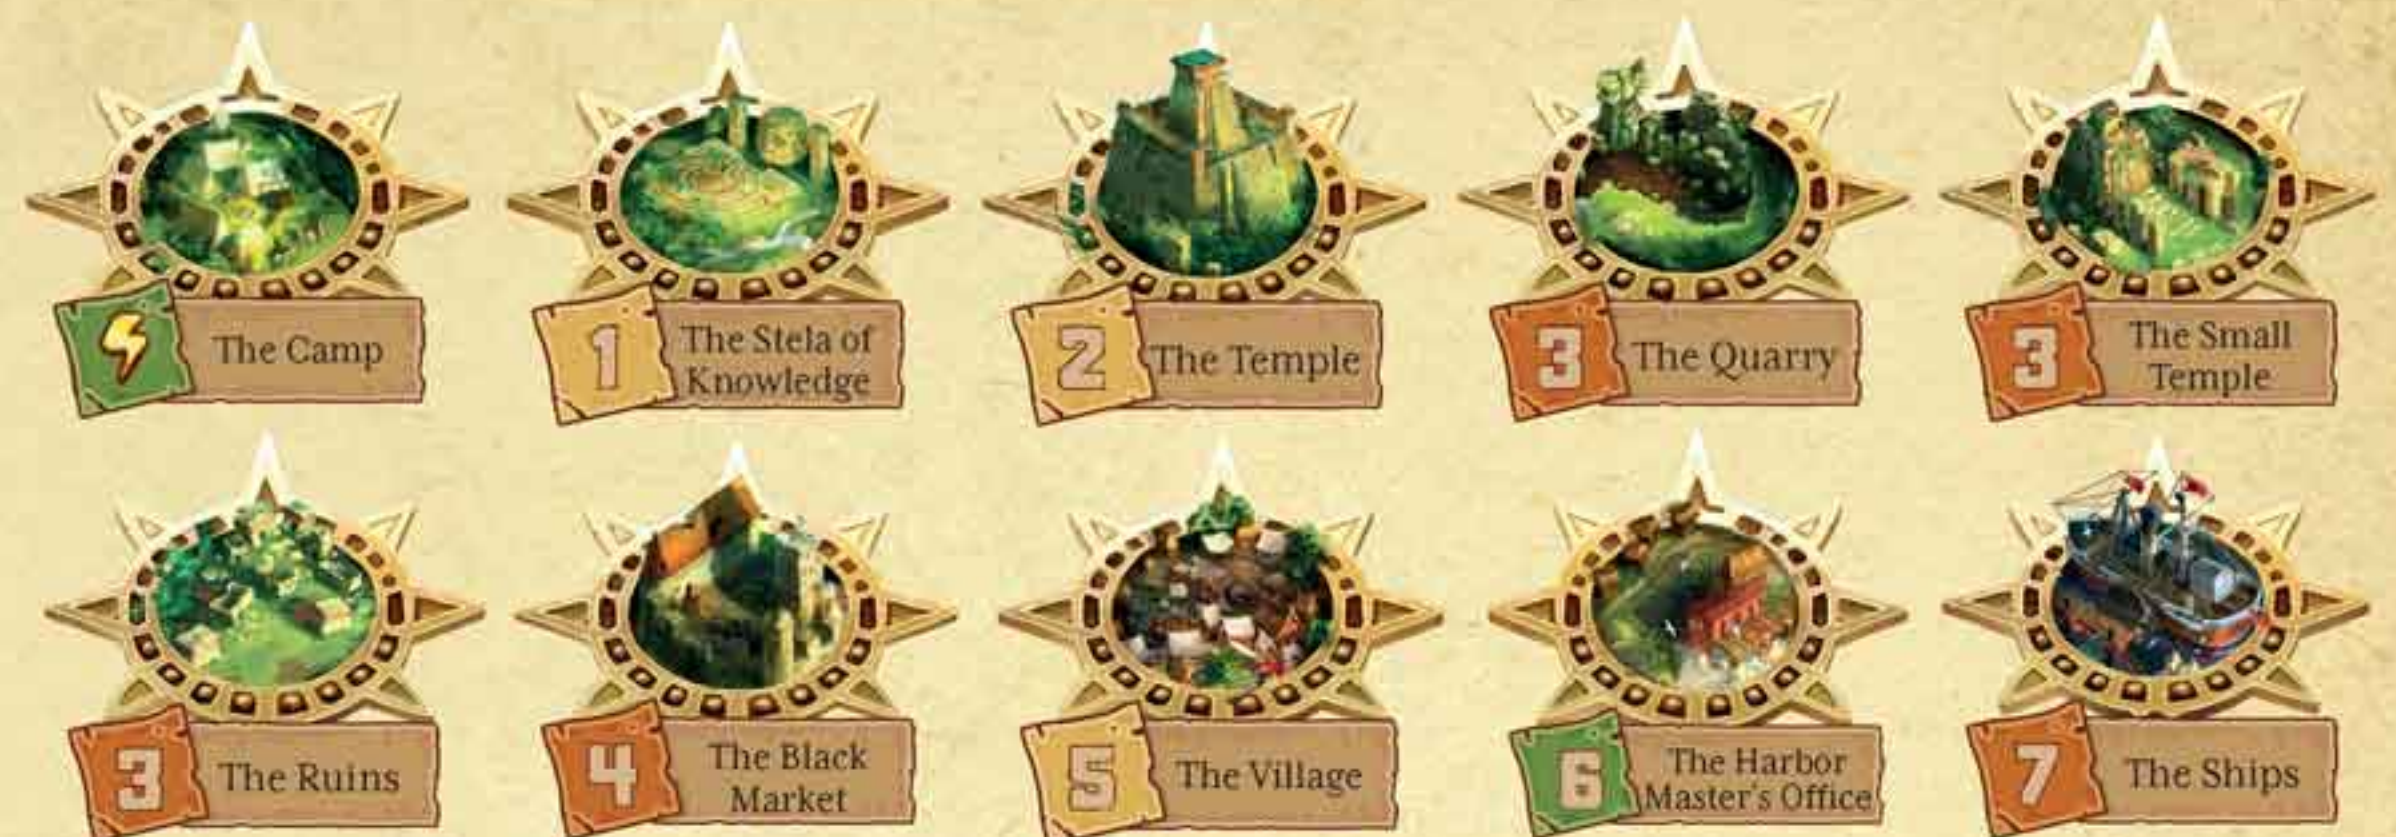 The Camp
1
The Stela of
Knowledge
2
The Temple
3
The Quarry
3
The Small
Temple
3
The Ruins
4
The Black
Market
5
The Village
6
The Harbor
Master's Office
7
The Ships